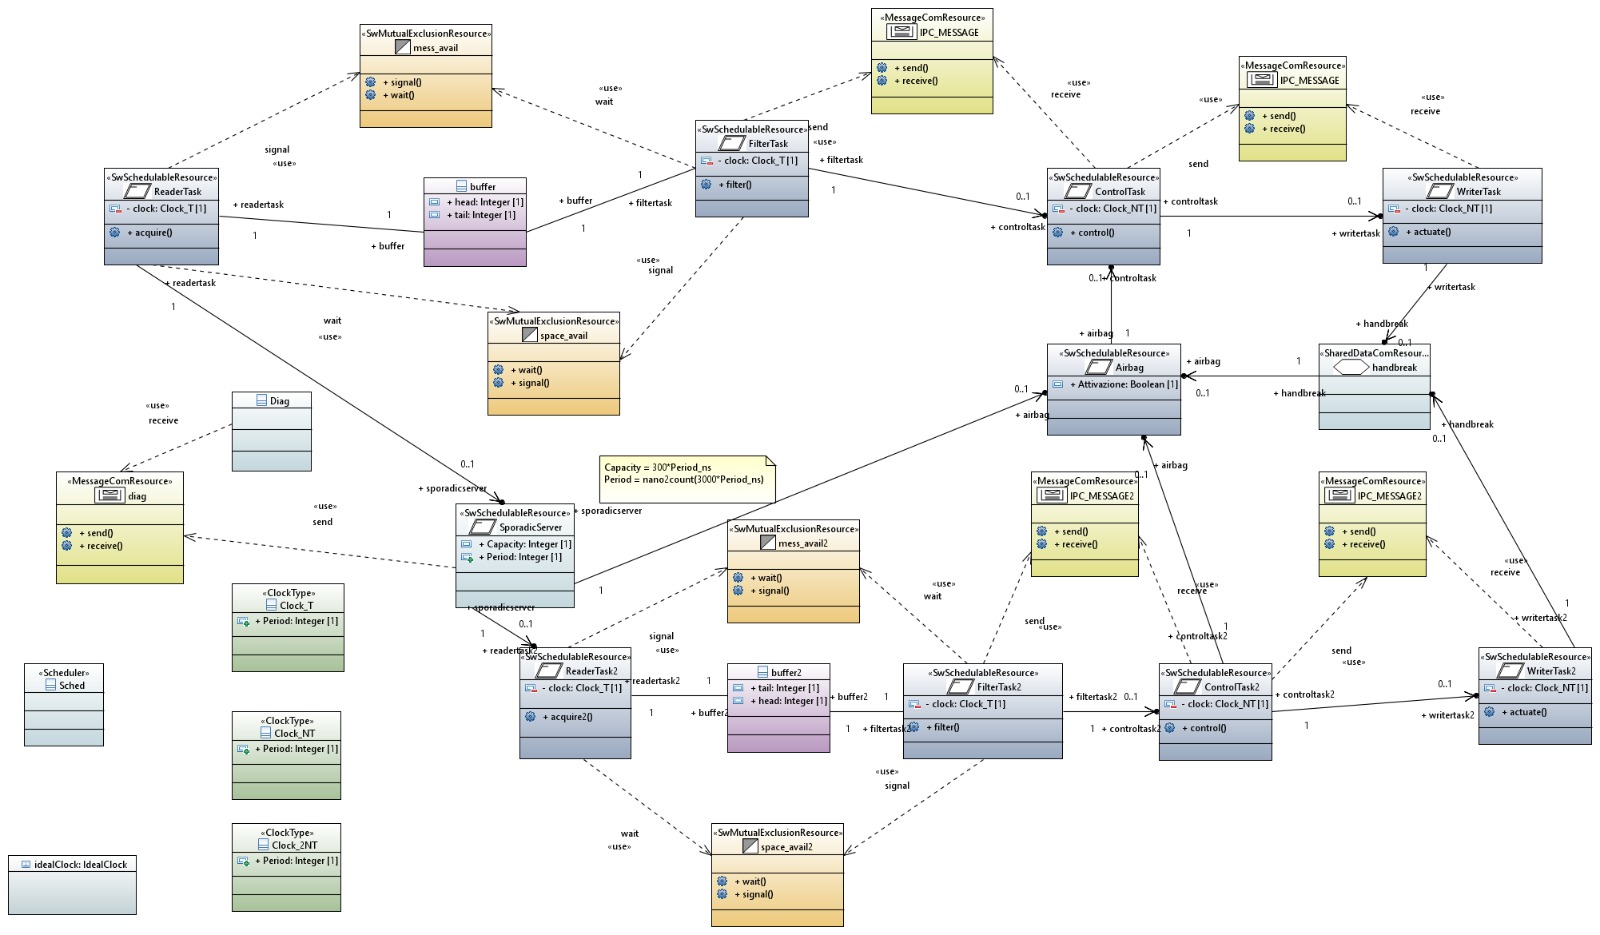 «SwMutualExclusionResource»
mess_avail
+ signal()
+ wait()
«MessageComResource»
IPC_MESSAGE
+ send()
+ receive()
«MessageComResource»
IPC_MESSAGE
+ send()
+ receive()
«use»
wait
«use»
receive
«use»
«use»
receive
signal
«use»
send
«use»
send
«SwSchedulableResource»
FilterTask
- clock: Clock_T [1]
+ filter()
«SwSchedulableResource»
ReaderTask
- clock: Clock_T [1]
+ acquire()
buffer
+ head: Integer [1]
+ tail: Integer [1]
«SwSchedulableResource»
ControlTask
- clock: Clock_NT [1]
+ control()
«SwSchedulableResource»
WriterTask
- clock: Clock_NT [1]
+ actuate()
+ readertask
1
1
+ buffer
+ buffer
1
1
+ filtertask
+ filtertask
1
0..1
+ controltask
+ controltask
1
0..1
+ writertask
«use»
signal
+ readertask
1
wait
«use»
«SwMutualExclusionResource»
space_avail
+ wait()
+ signal()
0..1
+ controltask
+ airbag
1
1
+ writertask
+ handbreak
0..1
«SwSchedulableResource»
Airbag
+ Attivazione: Boolean [1]
«SharedDataComResour...
handbreak
+ airbag
0..1
1
+ handbreak
0..1
+ airbag
+ handbreak
0..1
+ airbag
0..1
Diag
«use»
receive
«MessageComResource»
diag
+ send()
+ receive()
«use»
send
0..1
+ sporadicserver
«SwSchedulableResource»
SporadicServer
+ Capacity: Integer [1]
+ Period: Integer [1]
Capacity = 300*Period_ns
Period = nano2count(3000*Period_ns)
+ sporadicserver
1
+ sporadicserver
1
0..1
+ readertask2
«SwMutualExclusionResource»
mess_avail2
+ wait()
+ signal()
«MessageComResource»
IPC_MESSAGE2
+ send()
+ receive()
«MessageComResource»
IPC_MESSAGE2
+ send()
+ receive()
signal
«use»
«use»
wait
send
«use»
«use»
receive
«use»
receive
send
«use»
1
+ controltask2
1
+ writertask2
«ClockType»
Clock_T
+ Period: Integer [1]
«Scheduler»
Sched
«ClockType»
Clock_NT
+ Period: Integer [1]
«ClockType»
Clock_2NT
+ Period: Integer [1]
idealClock: IdealClock
«SwSchedulableResource»
ReaderTask2
- clock: Clock_T [1]
+ acquire2()
+ readertask2
1
1
+ buffer2
buffer2
+ tail: Integer [1]
+ head: Integer [1]
+ buffer2
1
1
+ filtertask2
«SwSchedulableResource»
FilterTask2
- clock: Clock_T [1]
+ filter()
+ filtertask2
0..1
1
+ controltask2
«SwSchedulableResource»
ControlTask2
- clock: Clock_NT [1]
+ control()
+ controltask2
1
0..1
+ writertask2
«SwSchedulableResource»
WriterTask2
- clock: Clock_NT [1]
+ actuate()
wait
«use»
«use»
signal
«SwMutualExclusionResource»
space_avail2
+ wait()
+ signal()